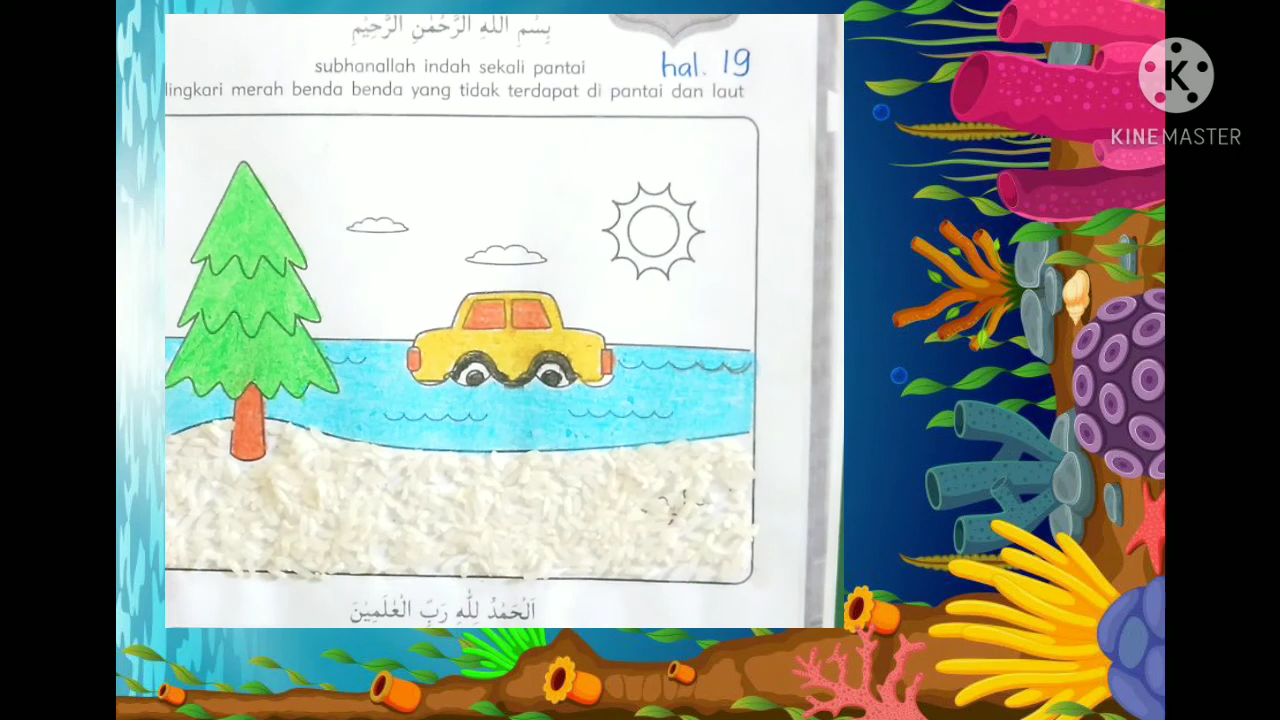 بِسْمِ اللهِ الرَّحْمٰنِ الرَّحِيْمِ
subhanallah indah sekali pantai
hal. 19
lingkari merah benda benda yang tidak terdapat di pantai dan laut
اَلْحَمْدُ لِلّٰهِ رَبِّ الْعٰلَمِيْنَ
K
KINEMASTER